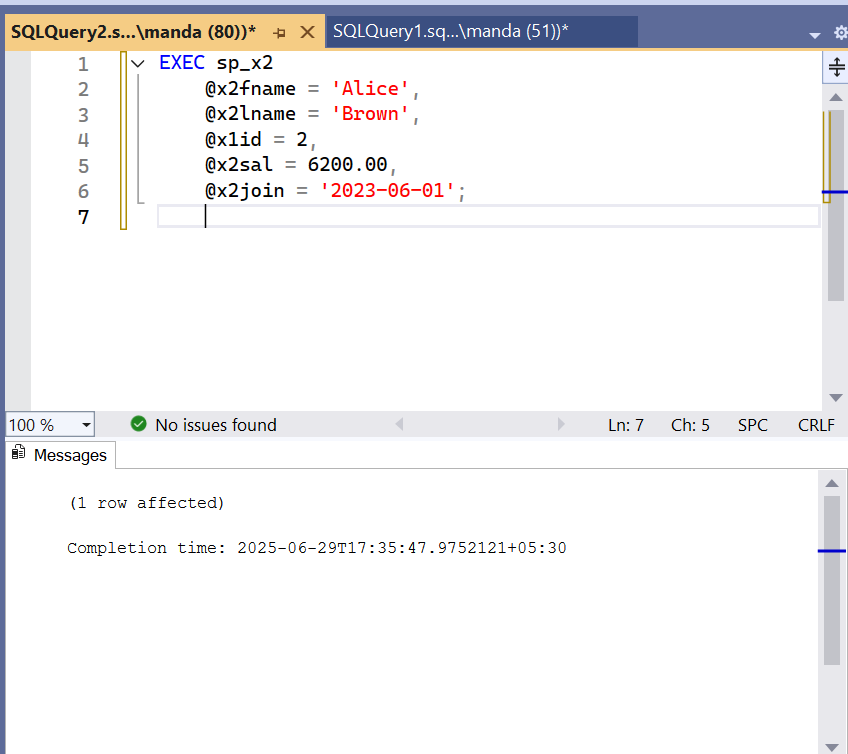 SQLQuery2.s...\manda (80))* SQLQuery1.sq...\manda (51))*
1 EXEC sp_x2
2 @x2fname = 'Alice',
3 @x2lname = 'Brown',
4 @x1id = 2,
5 @x2sal = 6200.00,
6 @x2join = '2023-06-01';
7
100 % No issues found Ln: 7 Ch: 5 SPC CRLF
Messages
(1 row affected)
Completion time: 2025-06-29T17:35:47.9752121+05:30